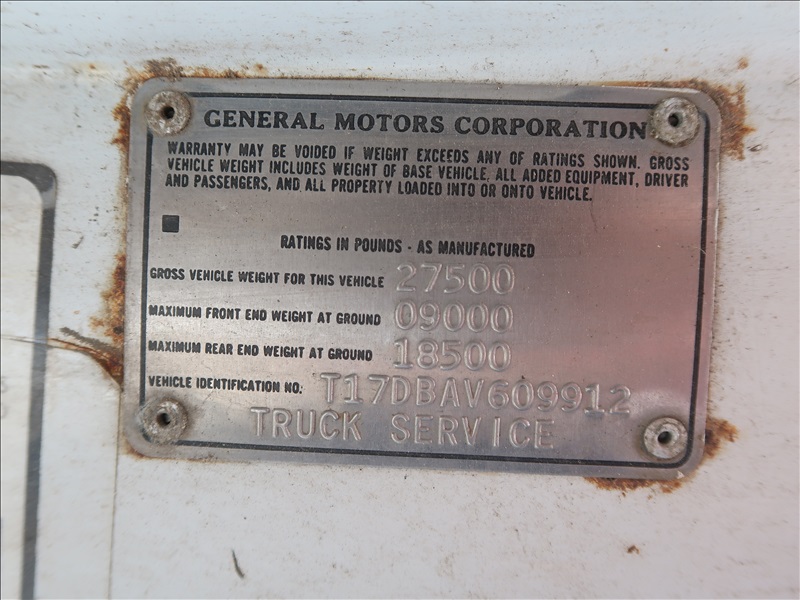 GENERAL MOTORS CORPORATION
WARRANTY MAY BE VOIDED IF WEIGHT EXCEEDS ANY OF RATINGS SHOWN. GROSS
VEHICLE WEIGHT INCLUDES WEIGHT OF BASE VEHICLE, ALL ADDED EQUIPMENT, DRIVER
AND PASSENGERS, AND ALL PROPERTY LOADED INTO OR ONTO VEHICLE.
RATINGS IN POUNDS - AS MANUFACTURED
GROSS VEHICLE WEIGHT FOR THIS VEHICLE 27500
MAXIMUM FRONT END WEIGHT AT GROUND 09000
MAXIMUM REAR END WEIGHT AT GROUND 18500
VEHICLE IDENTIFICATION NO: T17DBAV609912
TRUCK SERVICE